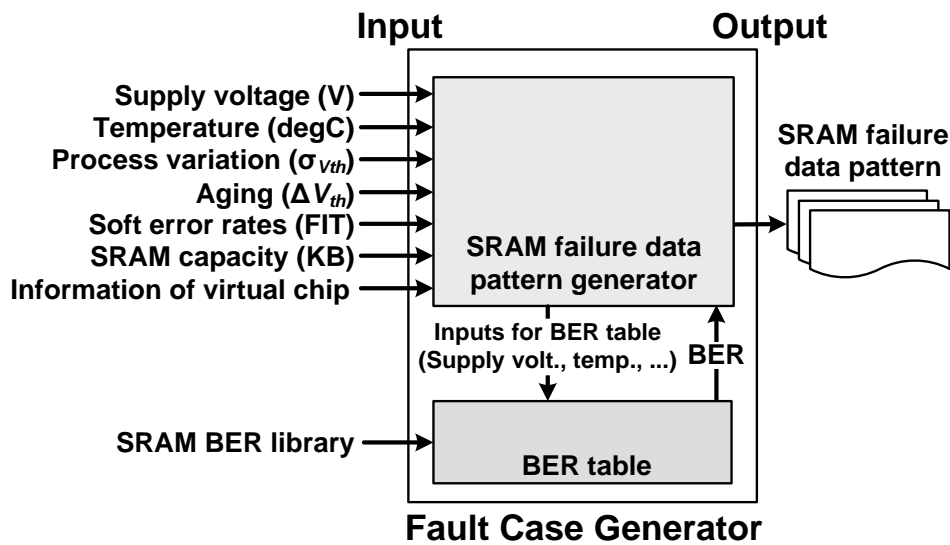 Input
Output
Supply voltage (V)
Temperature (degC)
Process variation (σVth)
Aging (Δ Vth)
Soft error rates (FIT)
SRAM capacity (KB)
Information of virtual chip
SRAM failure data
pattern generator
SRAM failure
data pattern
Inputs for BER table
(Supply volt., temp., ...)
BER
SRAM BER library
BER table
Fault Case Generator